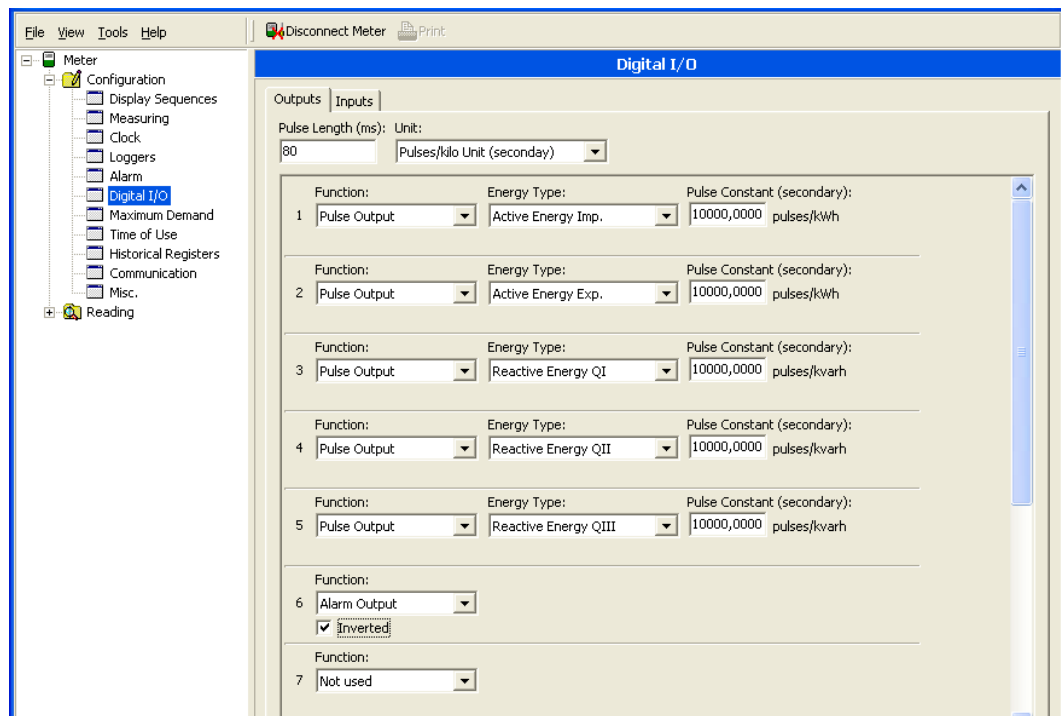 File View Tools Help
Disconnect Meter Print
Meter
Configuration
Display Sequences
Measuring
Clock
Loggers
Alarm
Digital I/O
Maximum Demand
Time of Use
Historical Registers
Communication
Misc.
Reading
Digital I/O
Outputs Inputs
Pulse Length (ms): Unit:
80 Pulses/kilo Unit (seconday)
Function: Energy Type: Pulse Constant (secondary):
1 Pulse Output Active Energy Imp. 10000,0000 pulses/kWh
Function: Energy Type: Pulse Constant (secondary):
2 Pulse Output Active Energy Exp. 10000,0000 pulses/kWh
Function: Energy Type: Pulse Constant (secondary):
3 Pulse Output Reactive Energy QI 10000,0000 pulses/kvarh
Function: Energy Type: Pulse Constant (secondary):
4 Pulse Output Reactive Energy QII 10000,0000 pulses/kvarh
Function: Energy Type: Pulse Constant (secondary):
5 Pulse Output Reactive Energy QIII 10000,0000 pulses/kvarh
Function:
6 Alarm Output
Inverted
Function:
7 Not used